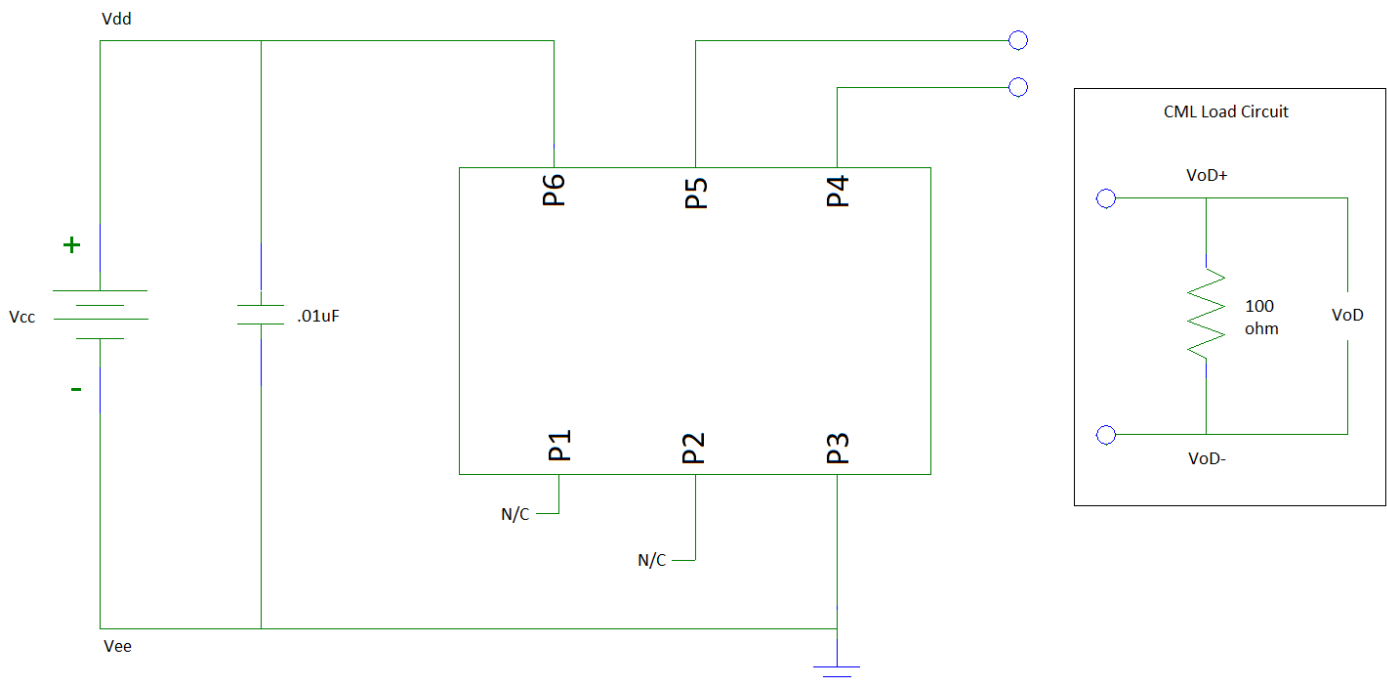 Vdd
CML Load Circuit
P6
P5
P4
VoD+
+
Vcc
.01uF
100
ohm
VoD
-
P1
P2
P3
VoD-
N/C
N/C
Vee